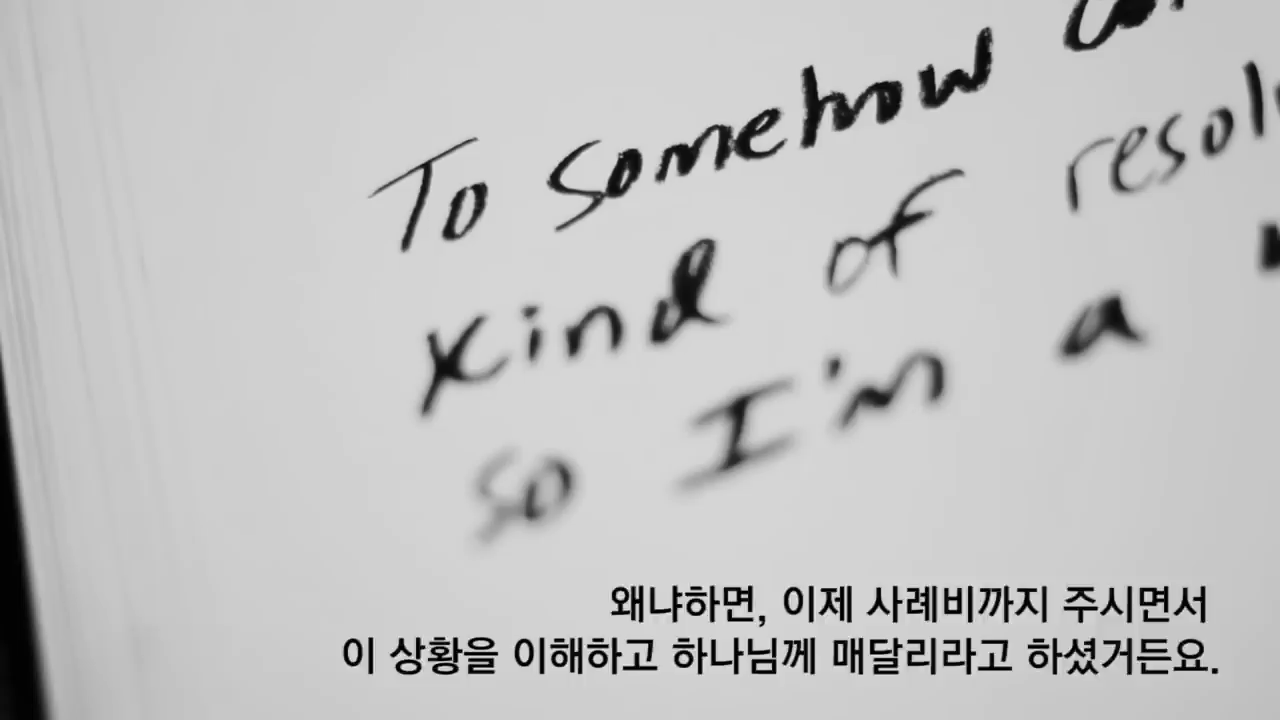 To somehow
kind of
so I'm a
왜냐하면, 이제 사례비까지 주시면서
이 상황을 이해하고 하나님께 매달리라고 하셨거든요.